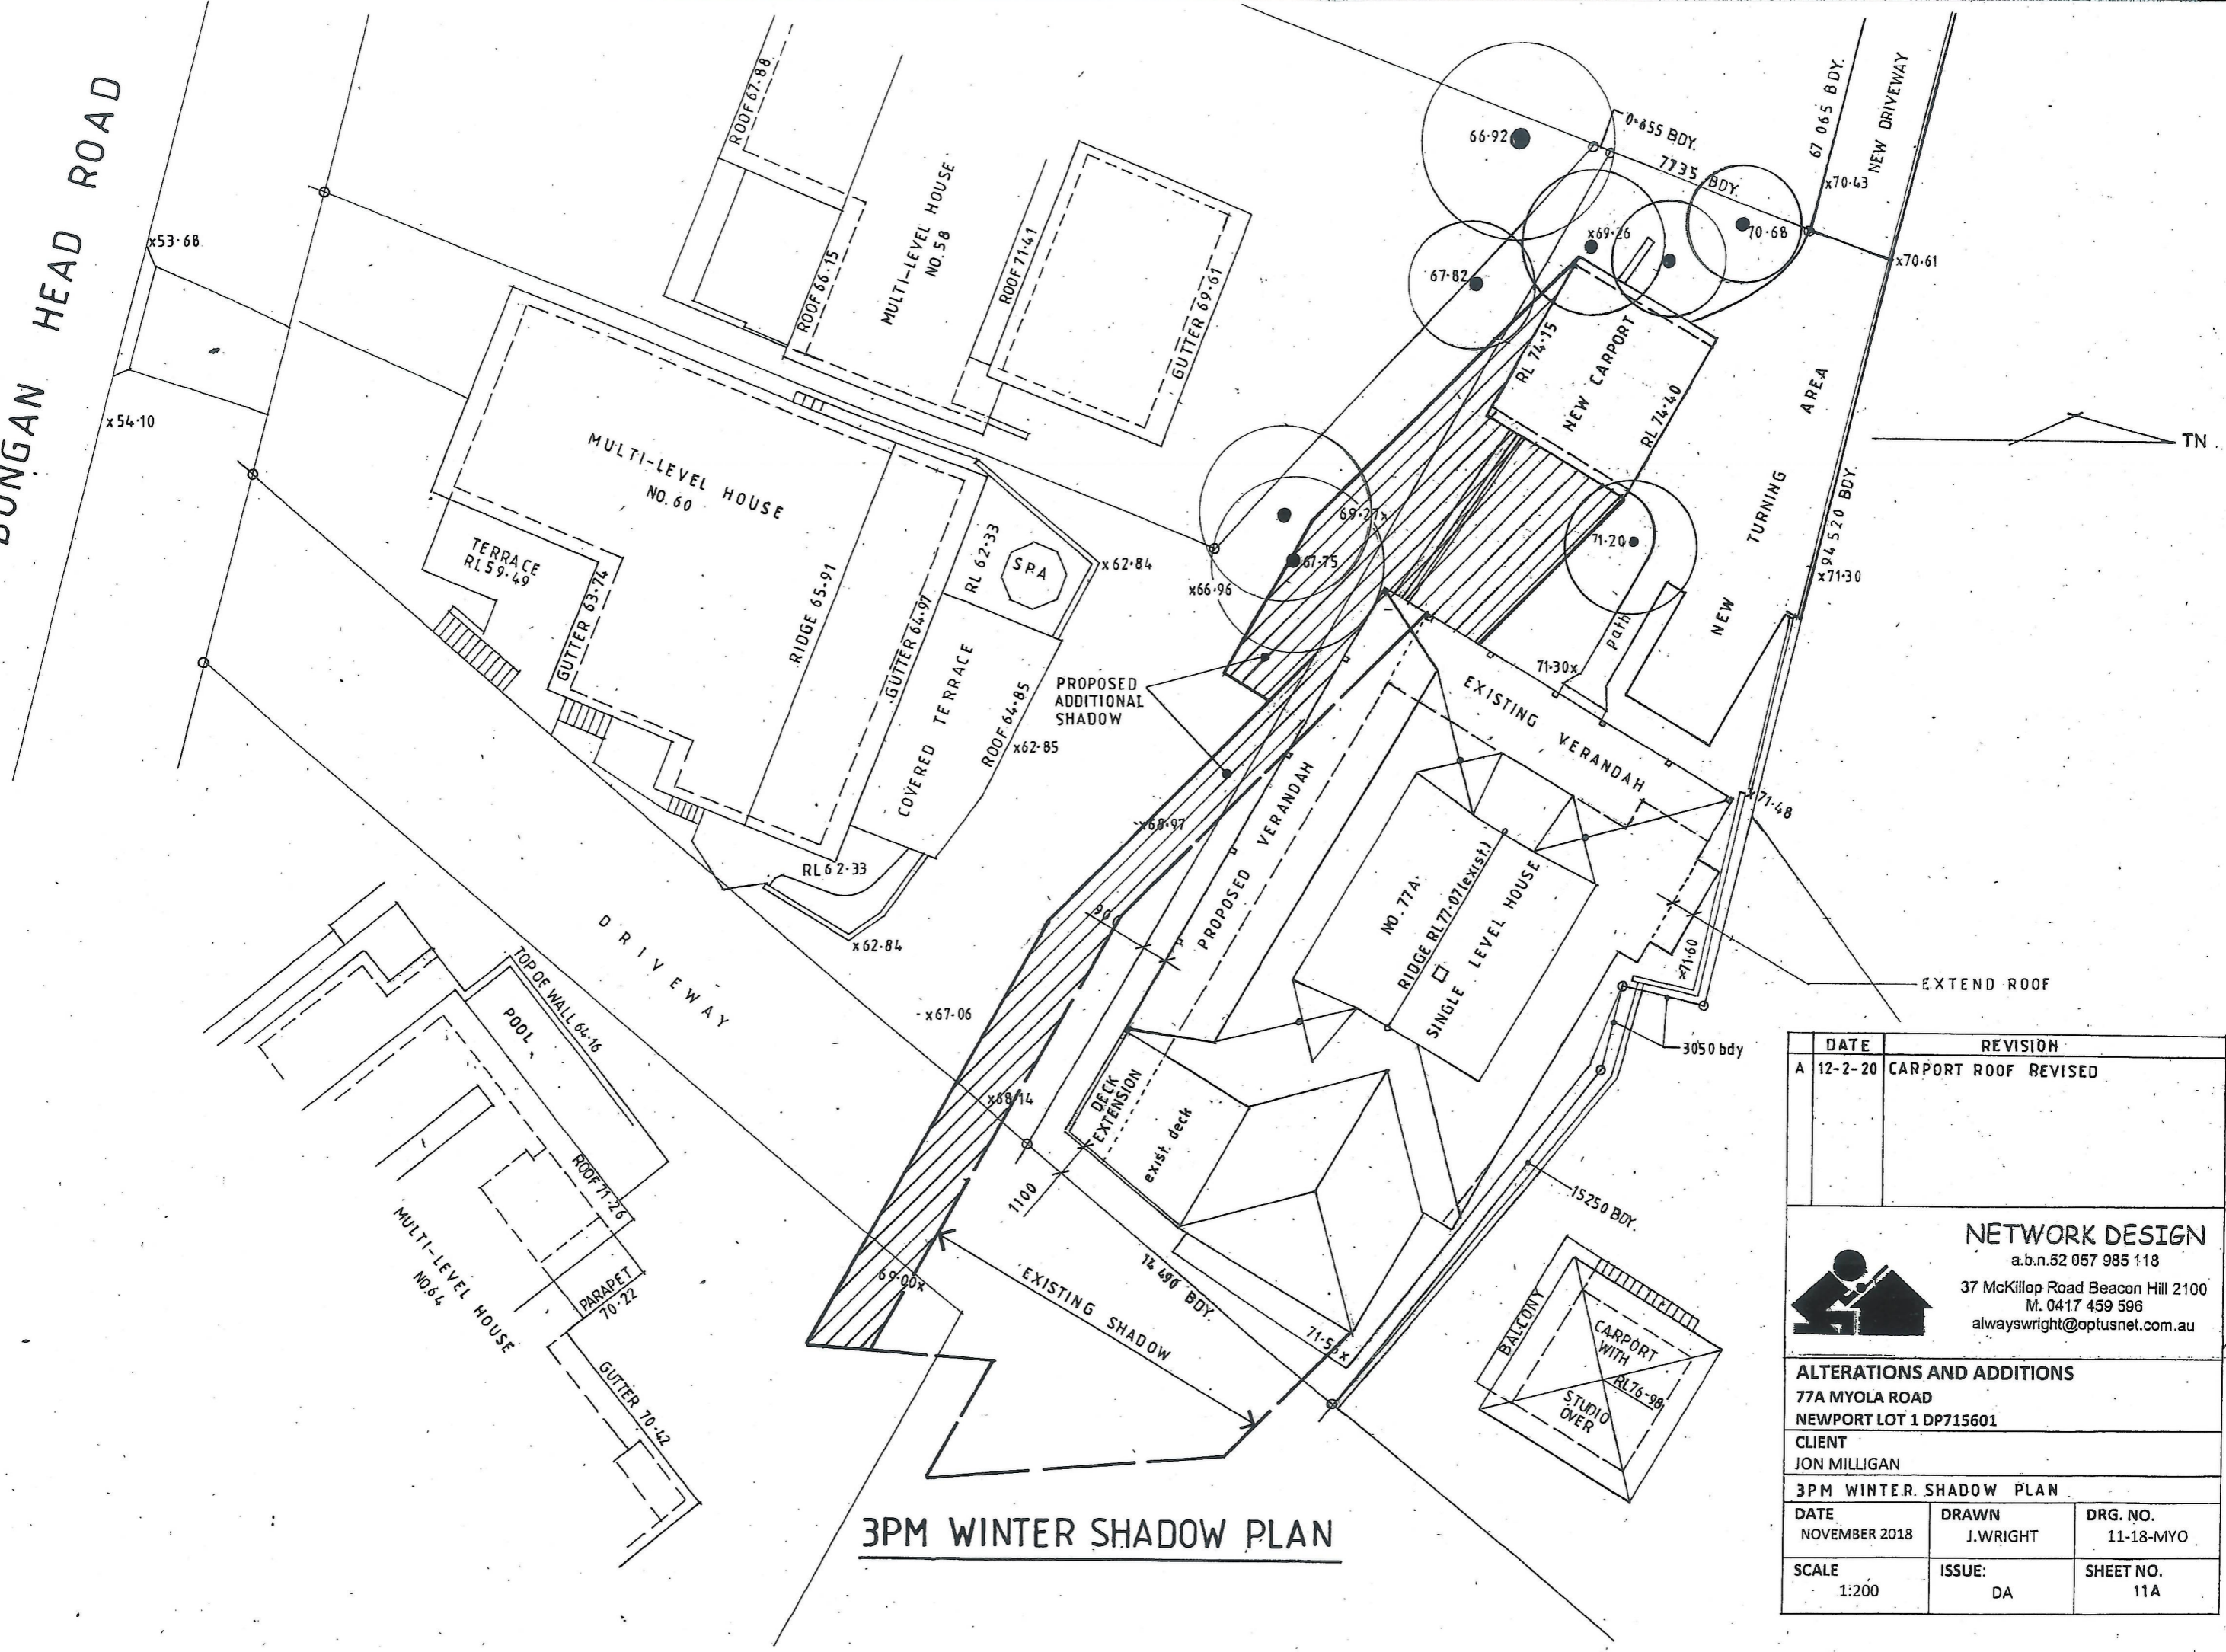 HEAD ROAD
x53·68
x54·10
ROOF 67·88
ROOF 66·15
MULTI-LEVEL HOUSE
NO.58
ROOF 71·41
GUTTER 69·61
66·92
67·82
x69·26
70·68
0·655 BDY.
7735 BDY.
67 065 BDY.
NEW DRIVEWAY
x70·43
x70·61
RL 74·15
NEW CARPORT
RL 74·40
NEW TURNING AREA
94520 BDY.
TN
x71·30
MULTI-LEVEL HOUSE
NO.60
TERRACE
RL59·49
GUTTER 63·74
RIDGE 65·91
GUTTER 64·97
RL 62·33
SPA
x62·84
COVERED TERRACE
ROOF 64·85
x62·85
RL62·33
x62·84
69·27x
67·75
x66·96
71·20
path
71·30x
PROPOSED
ADDITIONAL
SHADOW
EXISTING VERANDAH
x71·48
PROPOSED VERANDAH
x68·97
900
NO.77A
RIDGE RL77·07(exist.)
SINGLE LEVEL HOUSE
x71·60
EXTEND ROOF
3050 bdy
DRIVEWAY
x67·06
x68·14
DECK
EXTENSION
exist. deck
1100
15250 BDY.
14 490 BDY.
71·55x
69·00x
EXISTING SHADOW
TOP OF WALL 64·16
POOL
ROOF 71·26
MULTI-LEVEL HOUSE
NO.64
PARAPET
70·22
GUTTER 70·42
BALCONY
CARPORT
WITH
RL76·98
STUDIO
OVER
3PM WINTER SHADOW PLAN
DATE REVISION
A 12-2-20 CARPORT ROOF REVISED
NETWORK DESIGN
a.b.n.52 057 985 118
37 McKillop Road Beacon Hill 2100
M. 0417 459 596
alwayswright@optusnet.com.au
ALTERATIONS AND ADDITIONS
77A MYOLA ROAD
NEWPORT LOT 1 DP715601
CLIENT
JON MILLIGAN
3PM WINTER SHADOW PLAN
DATE DRAWN DRG. NO.
NOVEMBER 2018 J.WRIGHT 11-18-MYO
SCALE ISSUE: SHEET NO.
1:200 DA 11A